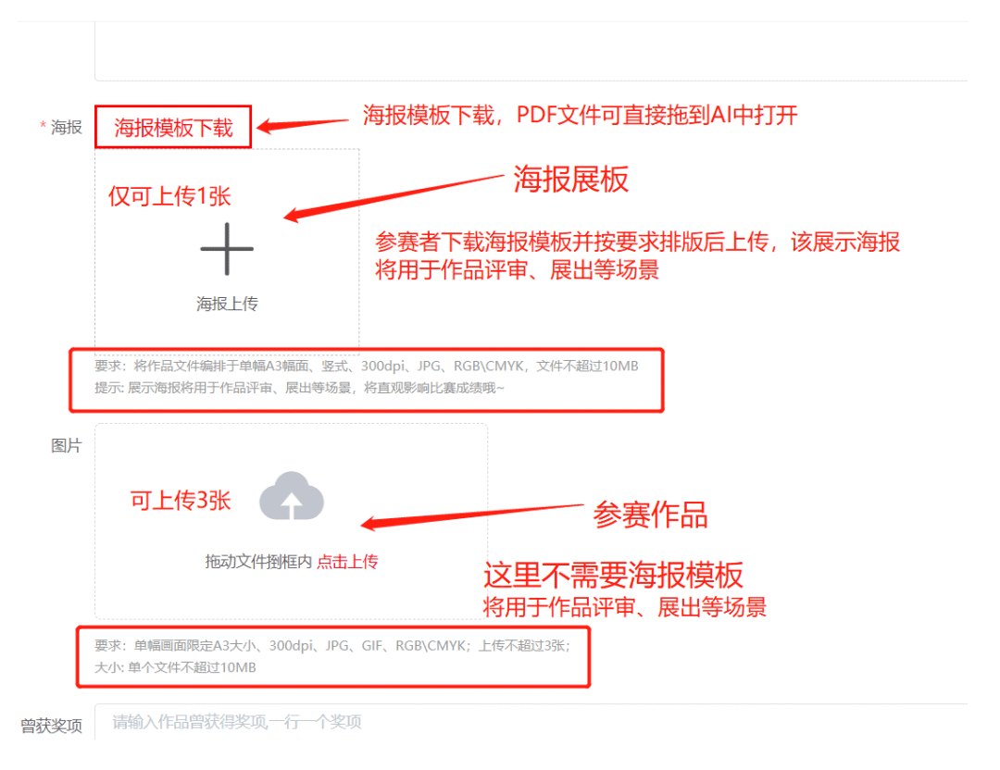 * 海报
海报模板下载
海报模板下载，PDF文件可直接拖到AI中打开
仅可上传1张
海报展板
参赛者下载海报模板并按要求排版后上传，该展示海报
将用于作品评审、展出等场景
海报上传
要求：将作品文件编排于单幅A3幅面、竖式、300dpi、JPG、RGB\CMYK，文件不超过10MB
提示: 展示海报将用于作品评审、展出等场景，将直观影响比赛成绩哦~
图片
可上传3张
参赛作品
拖动文件捯框内 点击上传
这里不需要海报模板
将用于作品评审、展出等场景
要求：单幅画面限定A3大小、300dpi、JPG、GIF、RGB\CMYK；上传不超过3张；
大小: 单个文件不超过10MB
曾获奖项
请输入作品曾获得奖项,一行一个奖项